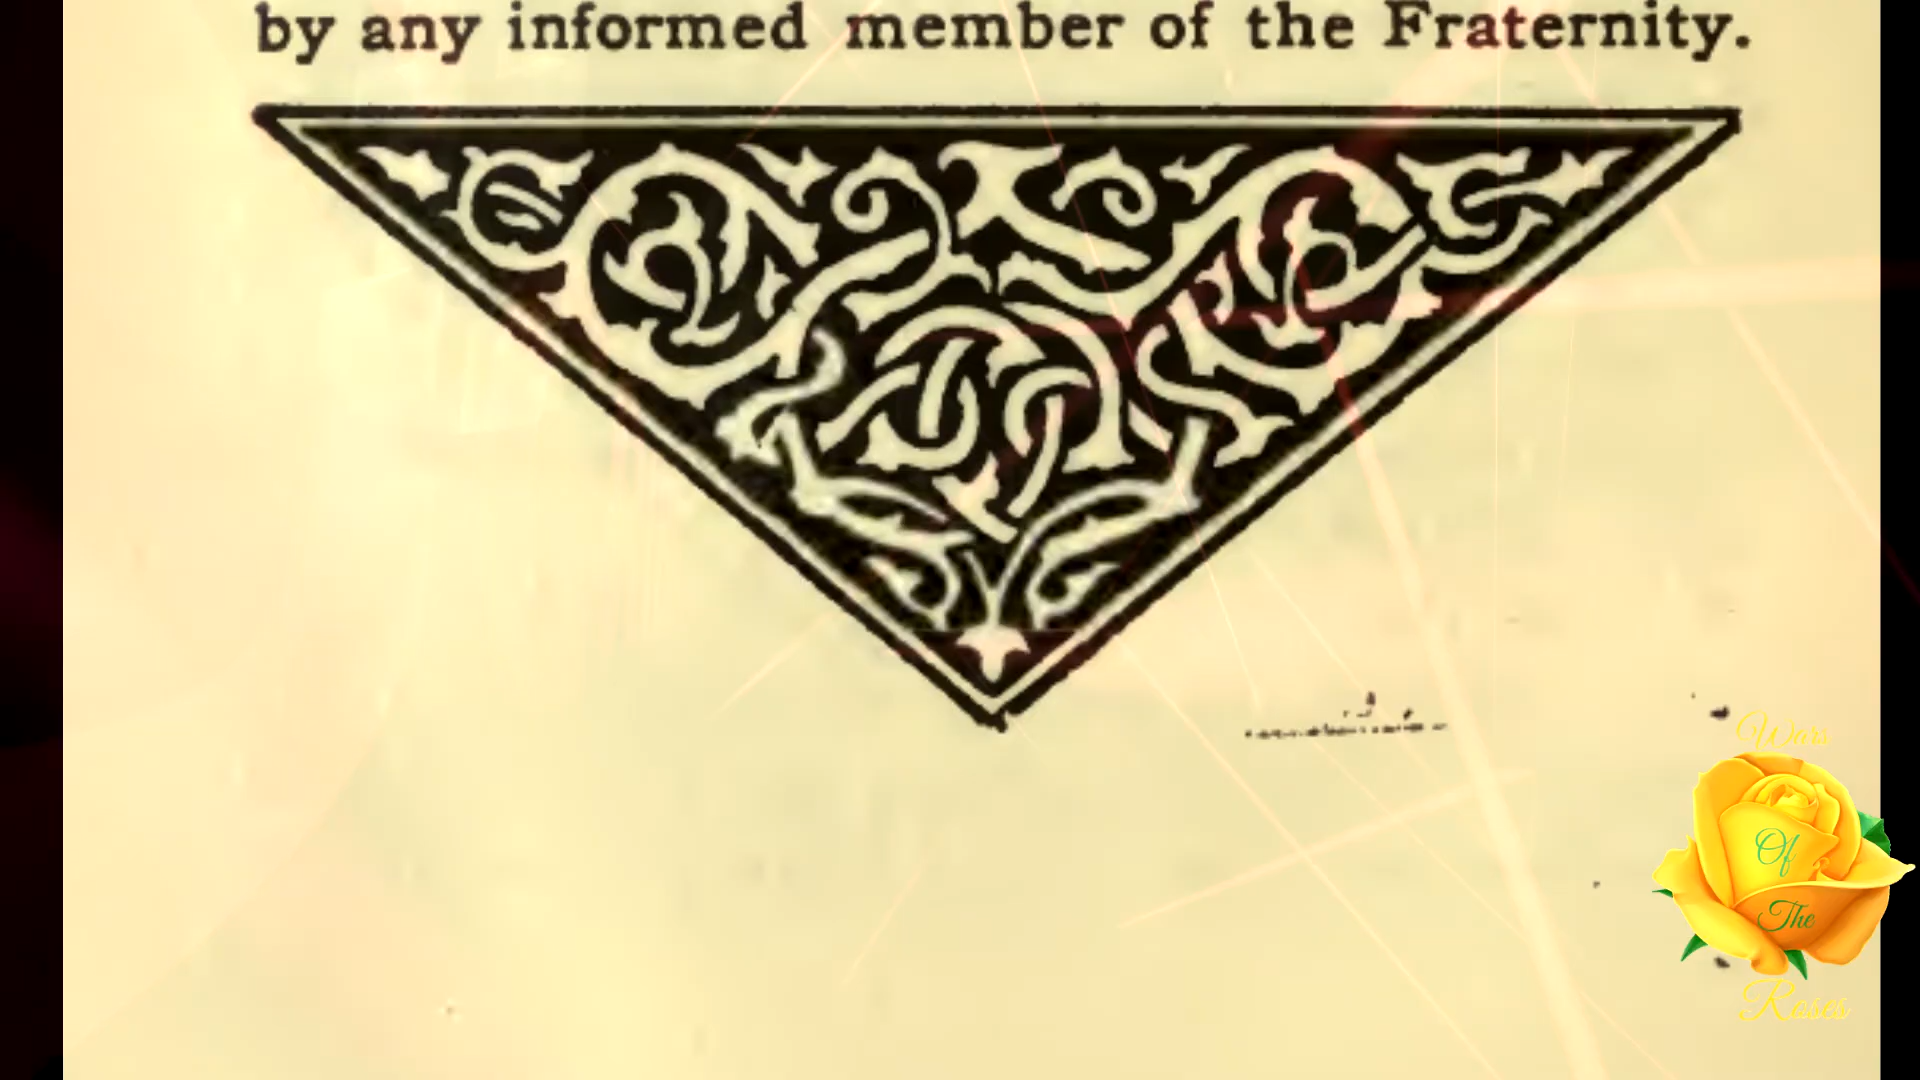 by any informed member of the Fraternity.
Wars
Of
The
Roses